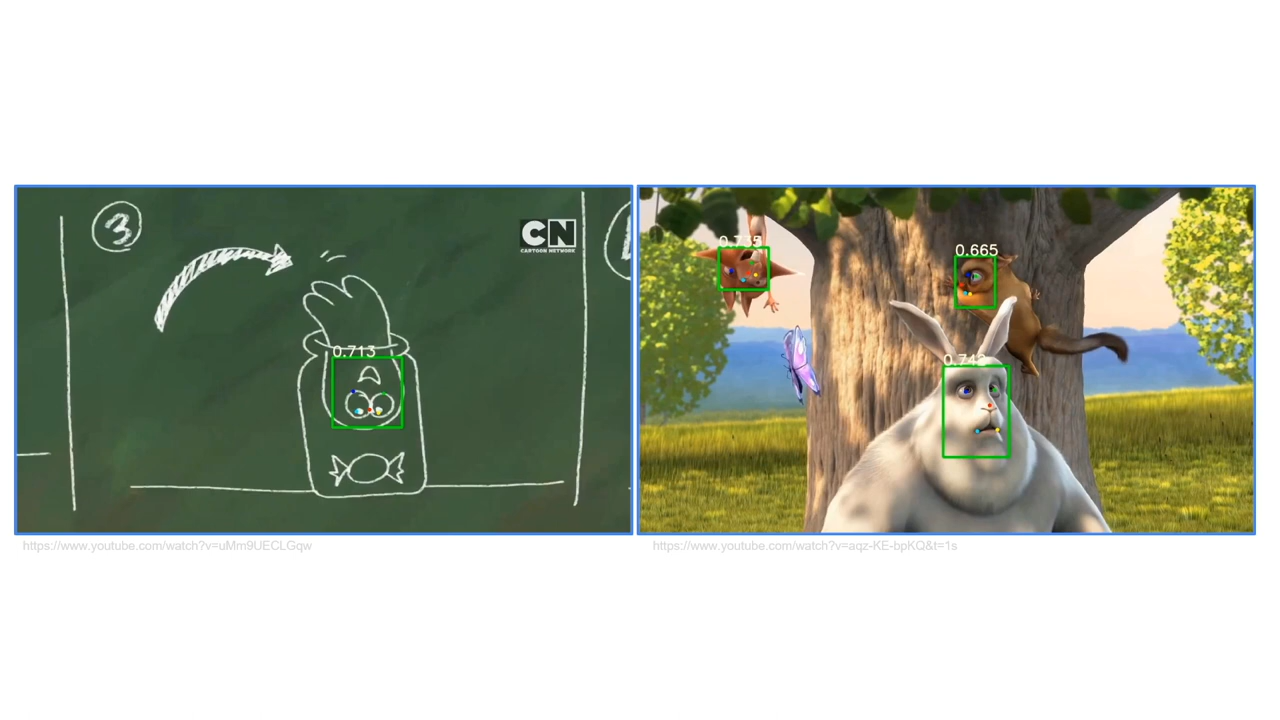 3
CN
CARTOON NETWORK
0.713
https://www.youtube.com/watch?v=uMm9UECLGqw
0.665
https://www.youtube.com/watch?v=aqz-KE-bpKQ&t=1s